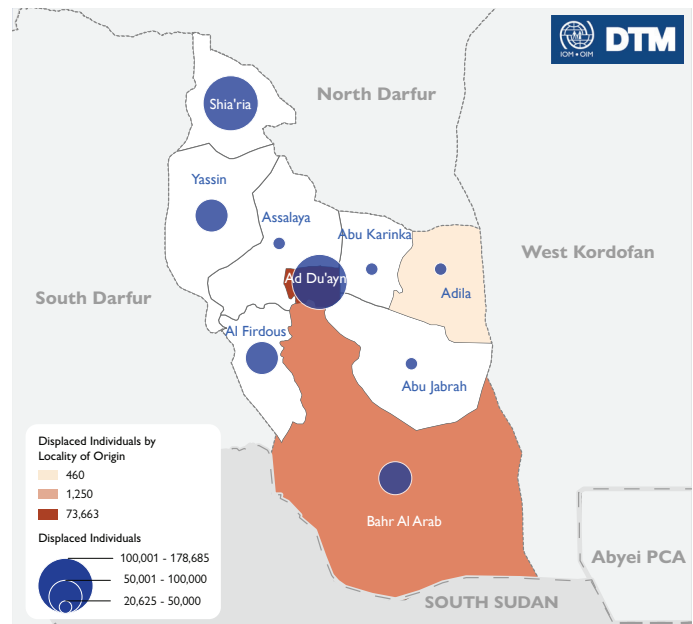 IOM • OIM
DTM
North Darfur
Shia'ria
Yassin
Assalaya
Abu Karinka
West Kordofan
Ad Du'ayn
South Darfur
Adila
Al Firdous
Abu Jabrah
Displaced Individuals by
Locality of Origin
460
1,250
73,663
Displaced Individuals
100,001 - 178,685
50,001 - 100,000
20,625 - 50,000
Bahr Al Arab
Abyei PCA
SOUTH SUDAN